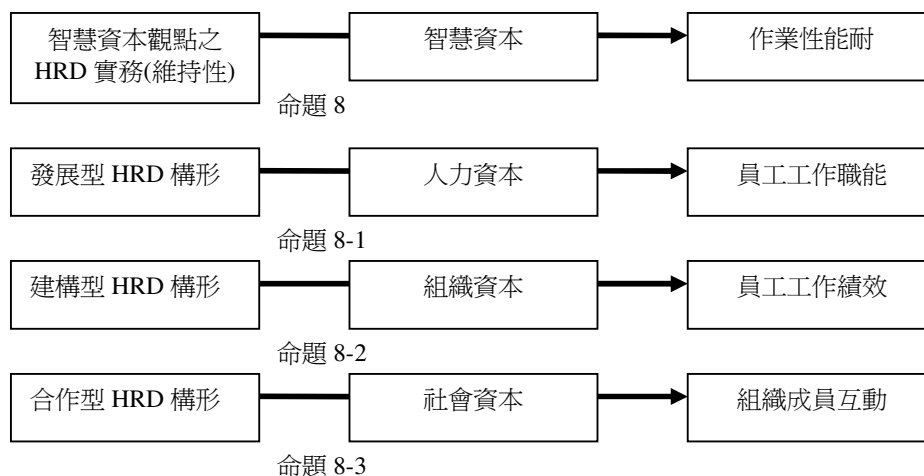 智慧資本觀點之
HRD 實務(維持性)
智慧資本
作業性能耐
命題 8
發展型 HRD 構形
人力資本
員工工作職能
命題 8-1
建構型 HRD 構形
組織資本
員工工作績效
命題 8-2
合作型 HRD 構形
社會資本
組織成員互動
命題 8-3